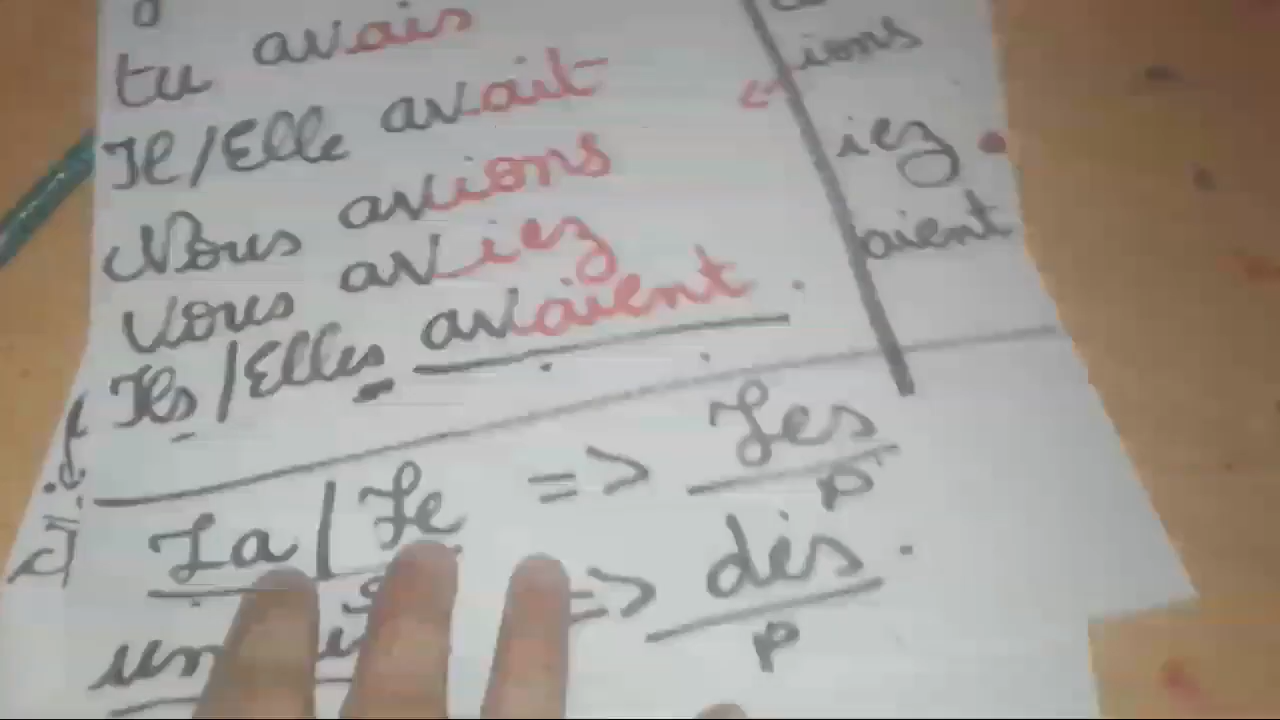 tu avais
Il/Elle avait
Nous avions
Vous aviez
Ils/Elles avaient.
ions
iez
aient
La | Le => Les
P
=> des.
P